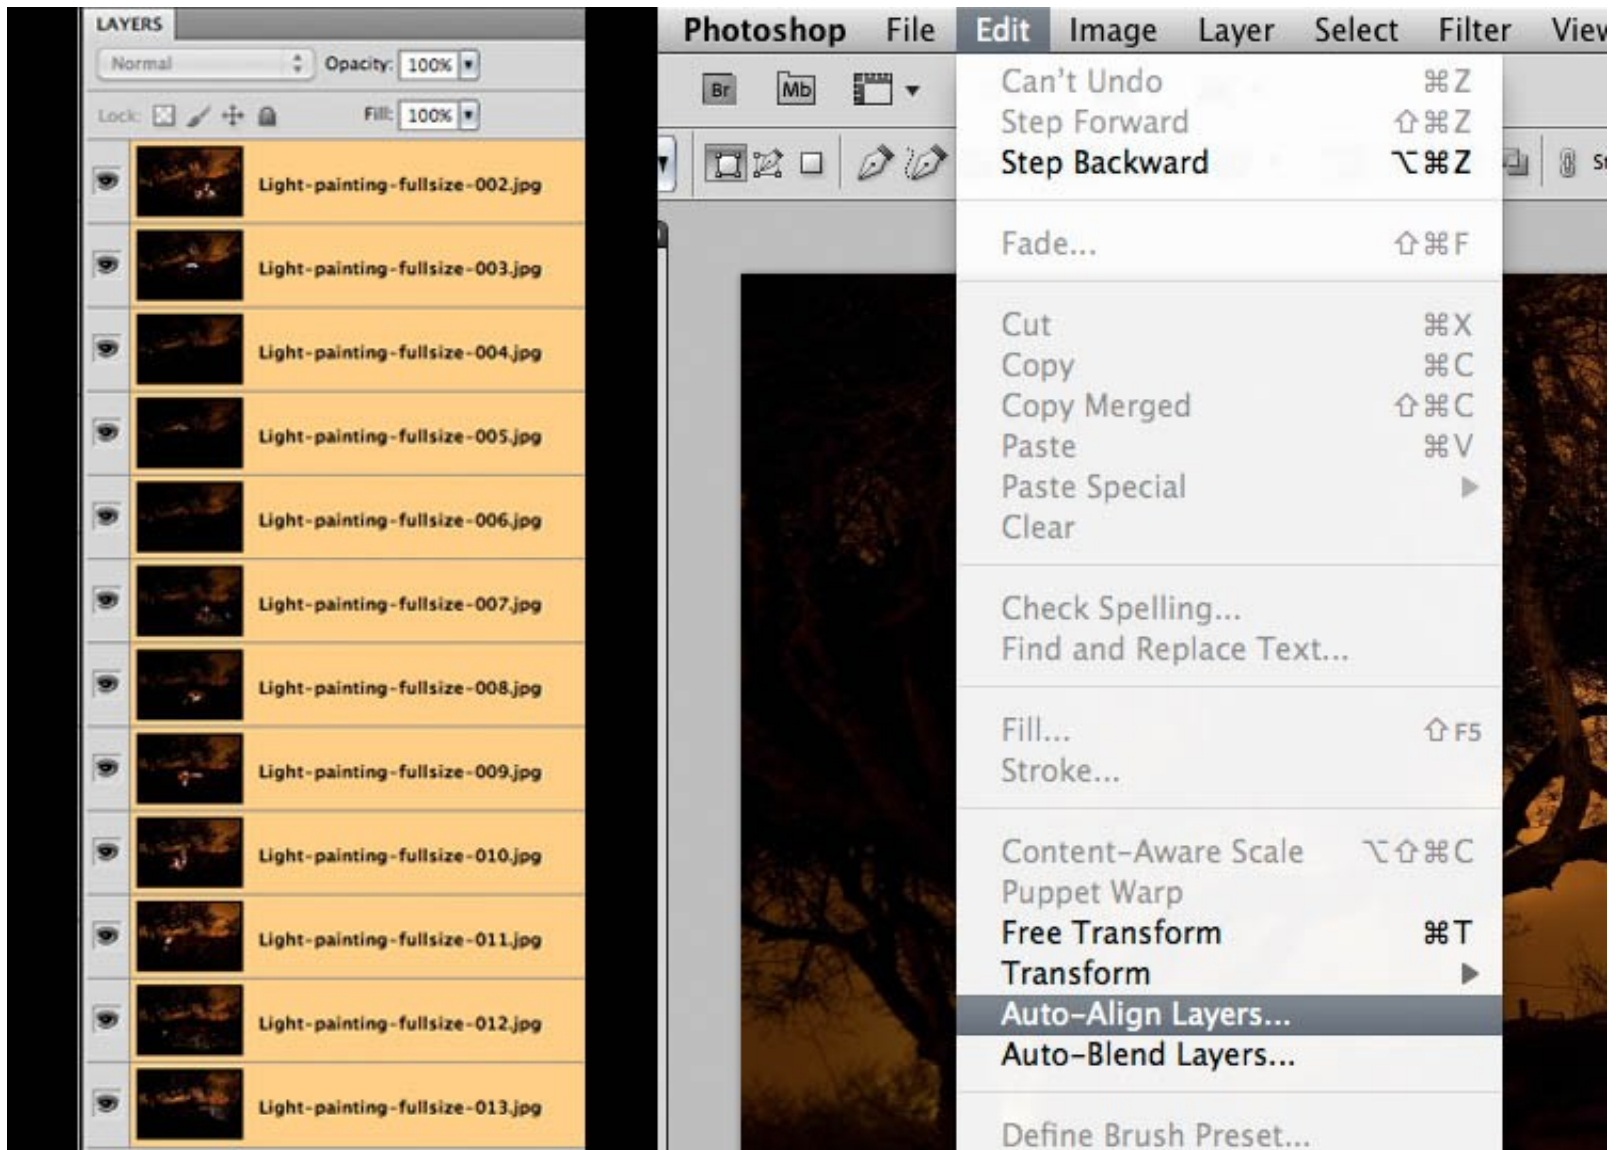 LAYERS
Normal Opacity: 100%
Lock: Fill: 100%
Light-painting-fullsize-002.jpg
Light-painting-fullsize-003.jpg
Light-painting-fullsize-004.jpg
Light-painting-fullsize-005.jpg
Light-painting-fullsize-006.jpg
Light-painting-fullsize-007.jpg
Light-painting-fullsize-008.jpg
Light-painting-fullsize-009.jpg
Light-painting-fullsize-010.jpg
Light-painting-fullsize-011.jpg
Light-painting-fullsize-012.jpg
Light-painting-fullsize-013.jpg
Photoshop File Edit Image Layer Select Filter View
Br Mb
Can't Undo ⌘Z
Step Forward ⇧⌘Z
Step Backward ⌥⌘Z
Fade... ⇧⌘F
Cut ⌘X
Copy ⌘C
Copy Merged ⇧⌘C
Paste ⌘V
Paste Special
Clear
Check Spelling...
Find and Replace Text...
Fill... ⇧F5
Stroke...
Content-Aware Scale ⌥⇧⌘C
Puppet Warp
Free Transform ⌘T
Transform
Auto-Align Layers...
Auto-Blend Layers...
Define Brush Preset...